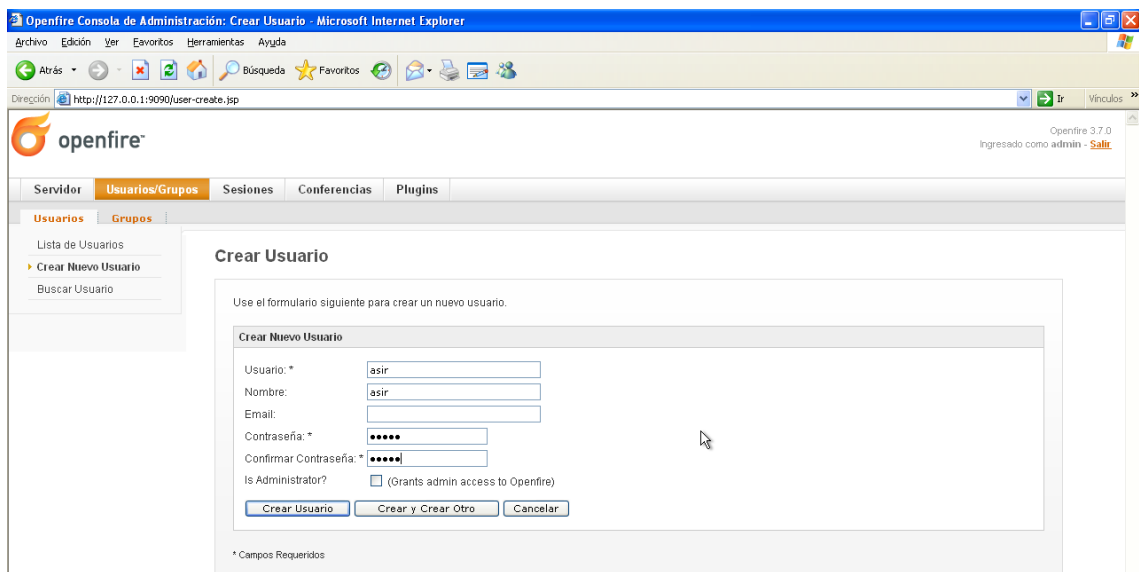 Openfire Consola de Administración: Crear Usuario - Microsoft Internet Explorer
Archivo Edición Ver Favoritos Herramientas Ayuda
Atrás Búsqueda Favoritos
Dirección http://127.0.0.1:9090/user-create.jsp Ir Vínculos »
openfire™
Openfire 3.7.0
Ingresado como admin - Salir
Servidor Usuarios/Grupos Sesiones Conferencias Plugins
Usuarios Grupos
Lista de Usuarios
Crear Nuevo Usuario
Buscar Usuario
Crear Usuario
Use el formulario siguiente para crear un nuevo usuario.
Crear Nuevo Usuario
Usuario: * asir
Nombre: asir
Email:
Contraseña: * •••••
Confirmar Contraseña: * •••••
Is Administrator? (Grants admin access to Openfire)
Crear Usuario Crear y Crear Otro Cancelar
* Campos Requeridos